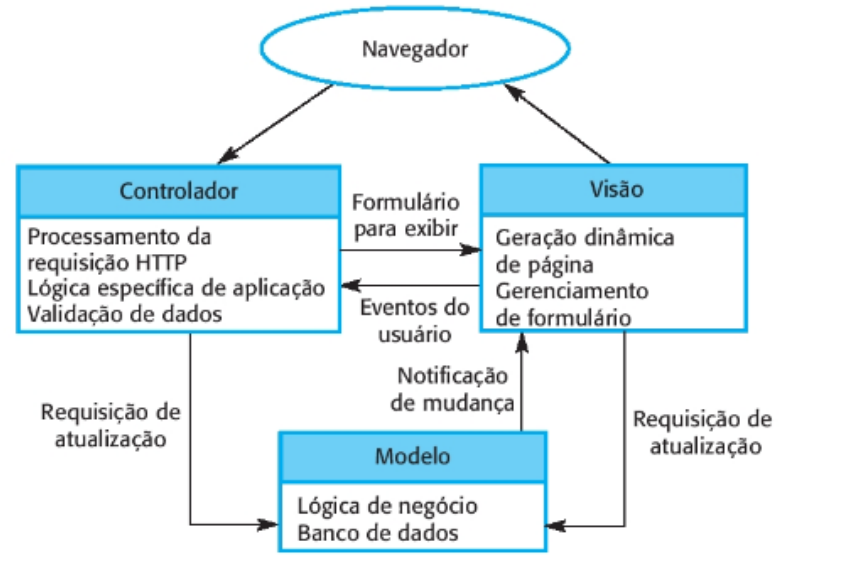 Navegador
Controlador
Processamento da
requisição HTTP
Lógica específica de aplicação
Validação de dados
Formulário
para exibir
Eventos do
usuário
Visão
Geração dinâmica
de página
Gerenciamento
de formulário
Requisição de
atualização
Notificação
de mudança
Requisição de
atualização
Modelo
Lógica de negócio
Banco de dados